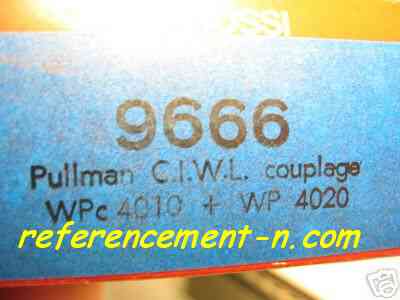 9666
Pullman C.I.W.L. couplage
WPc 4010 + WP 4020
referencement-n.com